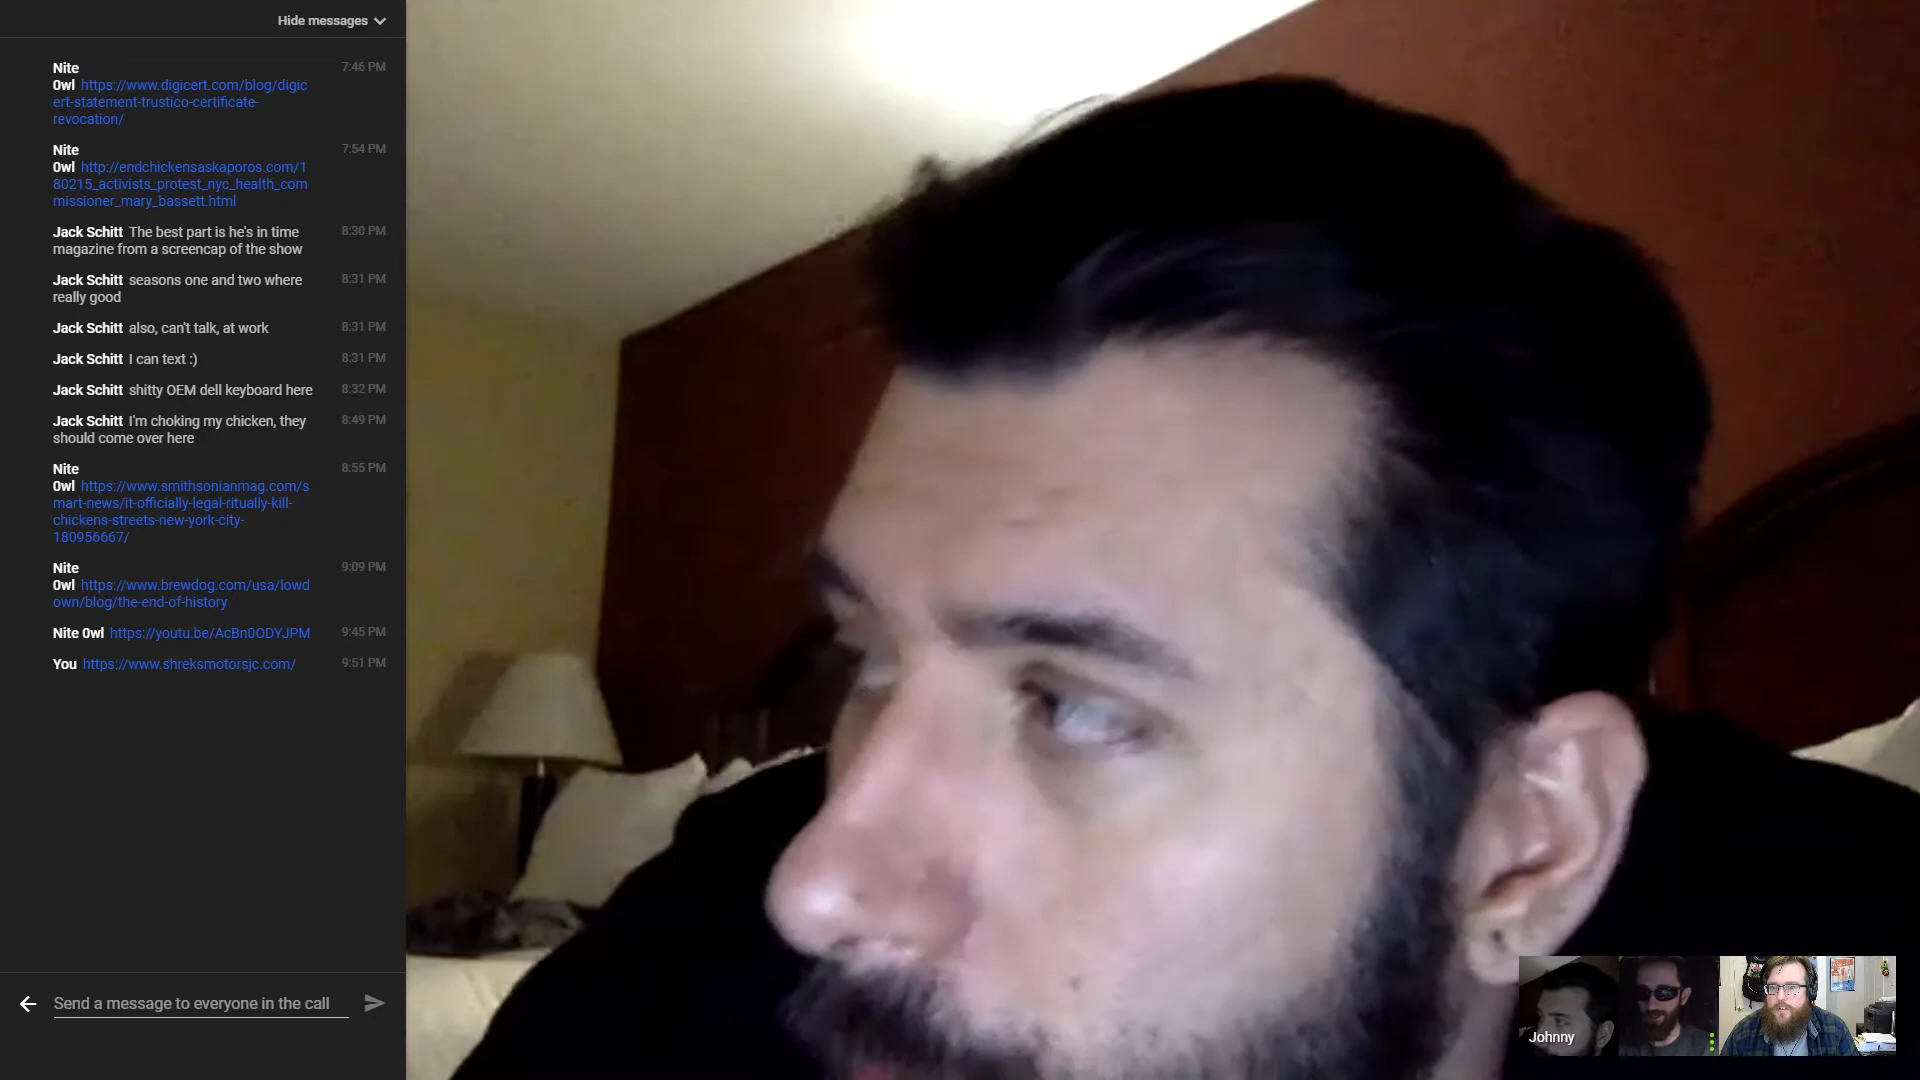 Hide messages
Nite 7:46 PM
0wl https://www.digicert.com/blog/digic
ert-statement-trustico-certificate-
revocation/
Nite 7:54 PM
0wl http://endchickensaskaporos.com/1
80215_activists_protest_nyc_health_com
missioner_mary_bassett.html
Jack Schitt The best part is he's in time 8:30 PM
magazine from a screencap of the show
Jack Schitt seasons one and two where 8:31 PM
really good
Jack Schitt also, can't talk, at work 8:31 PM
Jack Schitt I can text :) 8:31 PM
Jack Schitt shitty OEM dell keyboard here 8:32 PM
Jack Schitt I'm choking my chicken, they 8:49 PM
should come over here
Nite 8:55 PM
0wl https://www.smithsonianmag.com/s
mart-news/it-officially-legal-ritually-kill-
chickens-streets-new-york-city-
180956667/
Nite 9:09 PM
0wl https://www.brewdog.com/usa/lowd
own/blog/the-end-of-history
Nite 0wl https://youtu.be/AcBn0ODYJPM 9:45 PM
You https://www.shreksmotorsjc.com/ 9:51 PM
Send a message to everyone in the call
Johnny